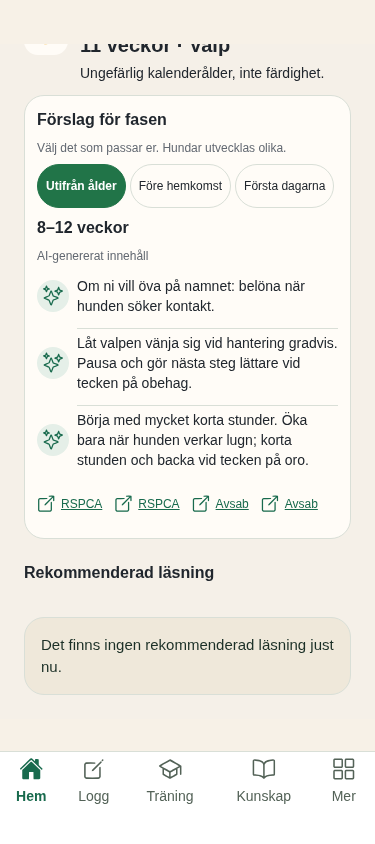 11 veckor · Valp
Ungefärlig kalenderålder, inte färdighet.
Förslag för fasen
Välj det som passar er. Hundar utvecklas olika.
Utifrån ålder
Före hemkomst
Första dagarna
8–12 veckor
AI-genererat innehåll
Om ni vill öva på namnet: belöna när
hunden söker kontakt.
Låt valpen vänja sig vid hantering gradvis.
Pausa och gör nästa steg lättare vid
tecken på obehag.
Börja med mycket korta stunder. Öka
bara när hunden verkar lugn; korta
stunden och backa vid tecken på oro.
RSPCA RSPCA Avsab Avsab
Rekommenderad läsning
Det finns ingen rekommenderad läsning just
nu.
Hem Logg Träning Kunskap Mer